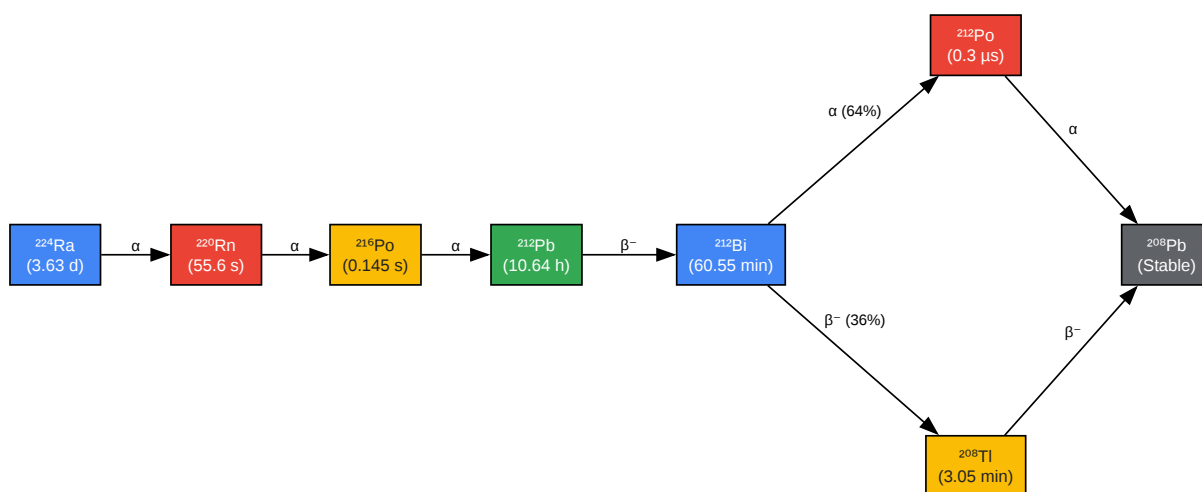 ²²⁴Ra
(3.63 d)
α
²²⁰Rn
(55.6 s)
α
²¹⁶Po
(0.145 s)
α
²¹²Pb
(10.64 h)
β⁻
²¹²Bi
(60.55 min)
α (64%)
²¹²Po
(0.3 µs)
α
β⁻ (36%)
²⁰⁸Tl
(3.05 min)
β⁻
²⁰⁸Pb
(Stable)